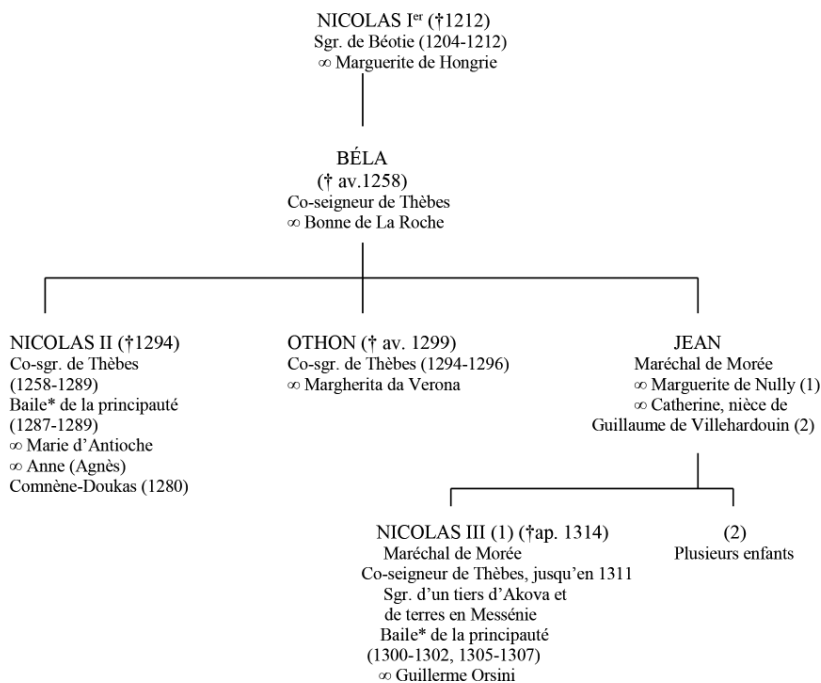 NICOLAS Iᵉʳ (†1212)
Sgr. de Béotie (1204-1212)
∞ Marguerite de Hongrie
BÉLA
(† av.1258)
Co-seigneur de Thèbes
∞ Bonne de La Roche
NICOLAS II (†1294)
Co-sgr. de Thèbes
(1258-1289)
Baile* de la principauté
(1287-1289)
∞ Marie d’Antioche
∞ Anne (Agnès)
Comnène-Doukas (1280)
OTHON († av. 1299)
Co-sgr. de Thèbes (1294-1296)
∞ Margherita da Verona
JEAN
Maréchal de Morée
∞ Marguerite de Nully (1)
∞ Catherine, nièce de
Guillaume de Villehardouin (2)
NICOLAS III (1) (†ap. 1314)
Maréchal de Morée
Co-seigneur de Thèbes, jusqu’en 1311
Sgr. d’un tiers d’Akova et
de terres en Messénie
Baile* de la principauté
(1300-1302, 1305-1307)
∞ Guillerme Orsini
(2)
Plusieurs enfants